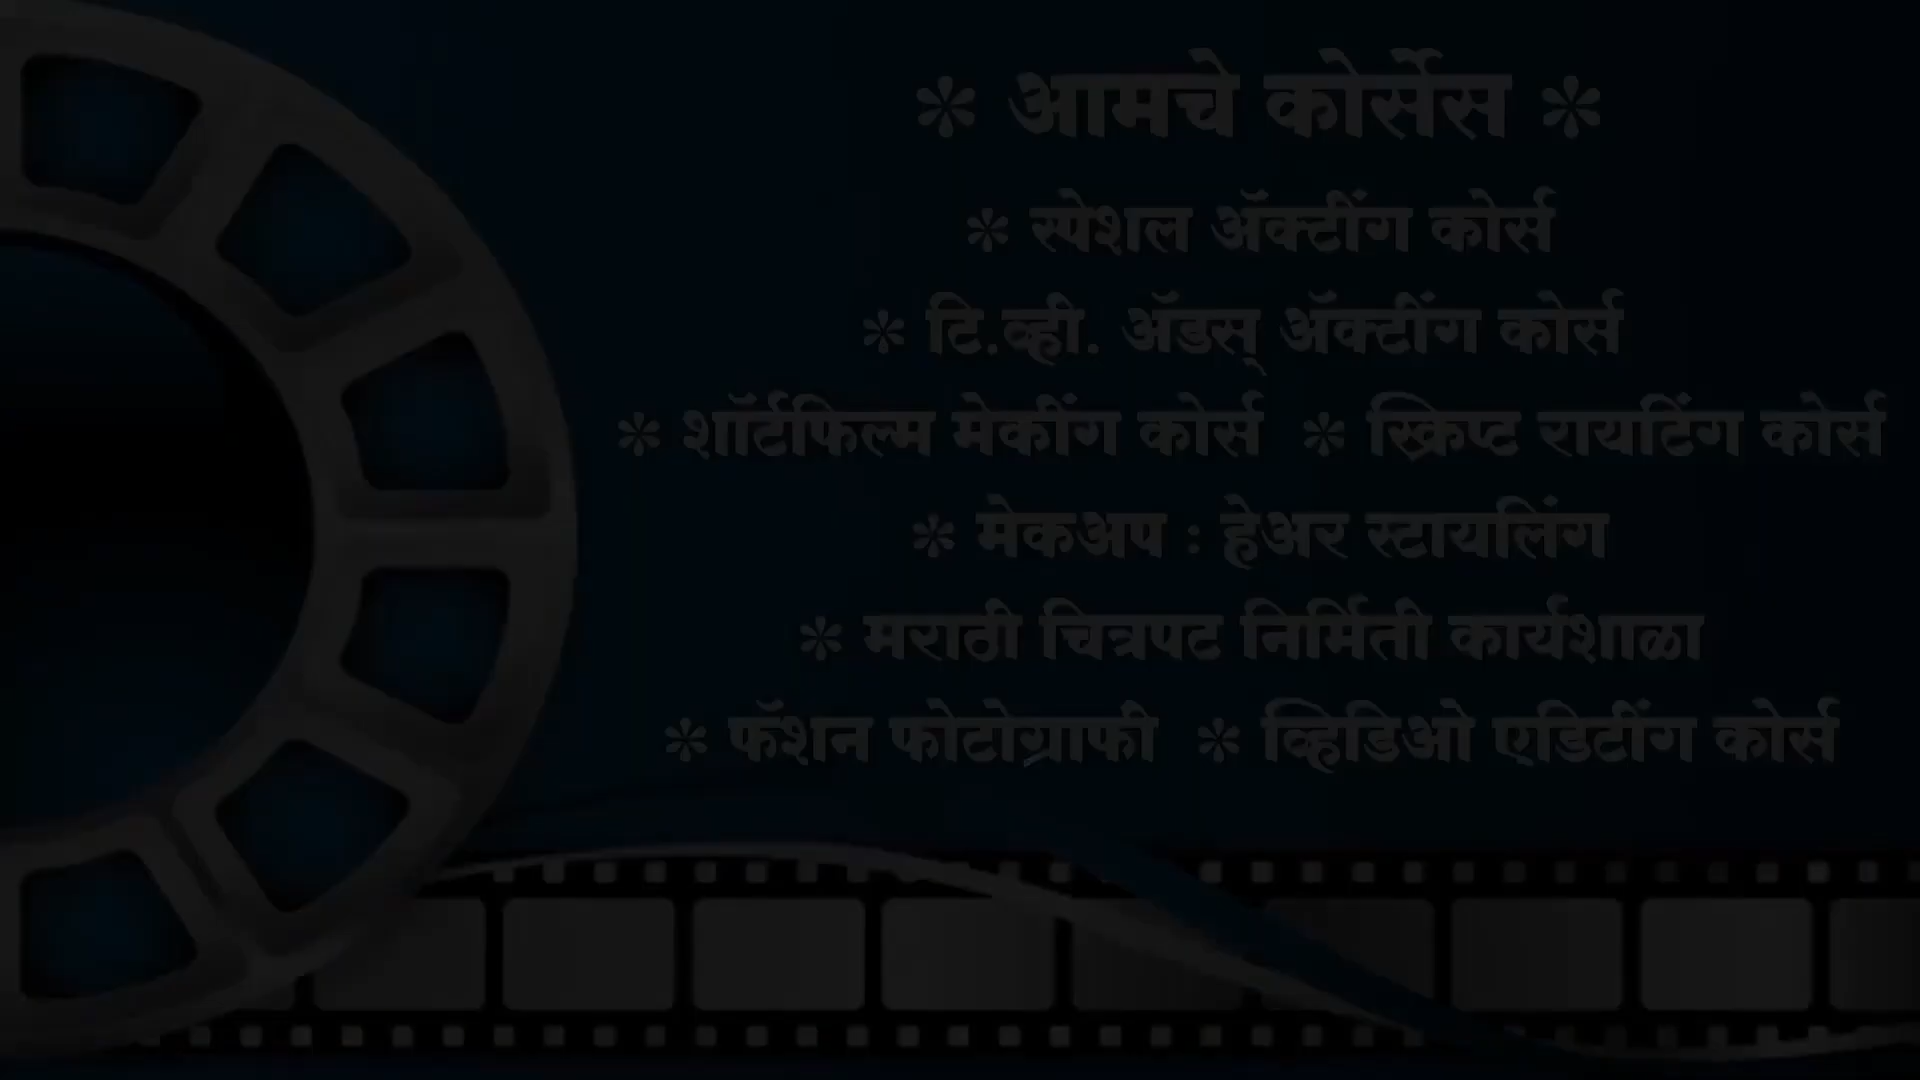 * आमचे कोर्सेस *
* स्पेशल ॲक्टींग कोर्स
* टि.व्ही. ॲडस् ॲक्टींग कोर्स
* शॉर्टफिल्म मेकींग कोर्स * स्क्रिप्ट रायटिंग कोर्स
* मेकअप : हेअर स्टायलिंग
* मराठी चित्रपट निर्मिती कार्यशाळा
* फॅशन फोटोग्राफी * व्हिडिओ एडिटींग कोर्स